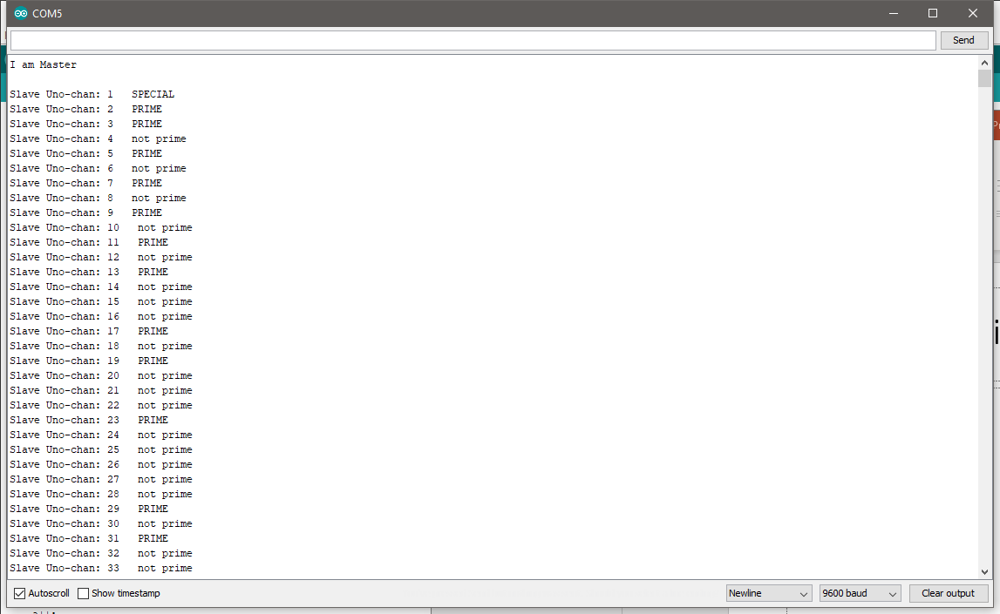 COM5
Send
I am Master
Slave Uno-chan: 1   SPECIAL
Slave Uno-chan: 2   PRIME
Slave Uno-chan: 3   PRIME
Slave Uno-chan: 4   not prime
Slave Uno-chan: 5   PRIME
Slave Uno-chan: 6   not prime
Slave Uno-chan: 7   PRIME
Slave Uno-chan: 8   not prime
Slave Uno-chan: 9   PRIME
Slave Uno-chan: 10   not prime
Slave Uno-chan: 11   PRIME
Slave Uno-chan: 12   not prime
Slave Uno-chan: 13   PRIME
Slave Uno-chan: 14   not prime
Slave Uno-chan: 15   not prime
Slave Uno-chan: 16   not prime
Slave Uno-chan: 17   PRIME
Slave Uno-chan: 18   not prime
Slave Uno-chan: 19   PRIME
Slave Uno-chan: 20   not prime
Slave Uno-chan: 21   not prime
Slave Uno-chan: 22   not prime
Slave Uno-chan: 23   PRIME
Slave Uno-chan: 24   not prime
Slave Uno-chan: 25   not prime
Slave Uno-chan: 26   not prime
Slave Uno-chan: 27   not prime
Slave Uno-chan: 28   not prime
Slave Uno-chan: 29   PRIME
Slave Uno-chan: 30   not prime
Slave Uno-chan: 31   PRIME
Slave Uno-chan: 32   not prime
Slave Uno-chan: 33   not prime
Autoscroll Show timestamp Newline 9600 baud Clear output